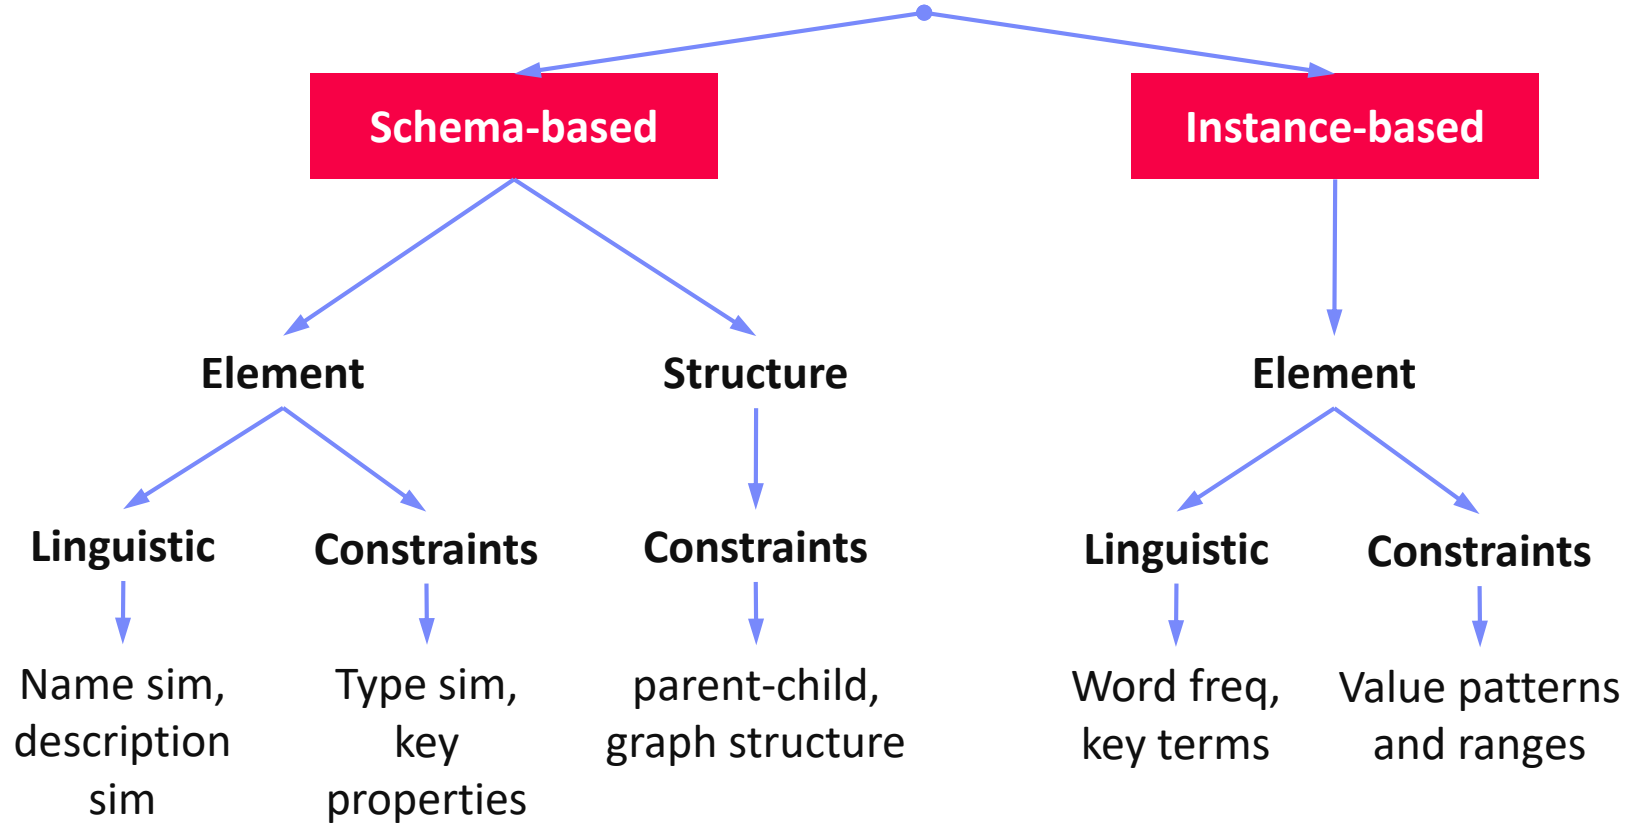 Schema-based
Instance-based
Element
Structure
Element
Linguistic
Constraints
Constraints
Linguistic
Constraints
Name sim,
description
sim
Type sim,
key
properties
parent-child,
graph structure
Word freq,
key terms
Value patterns
and ranges